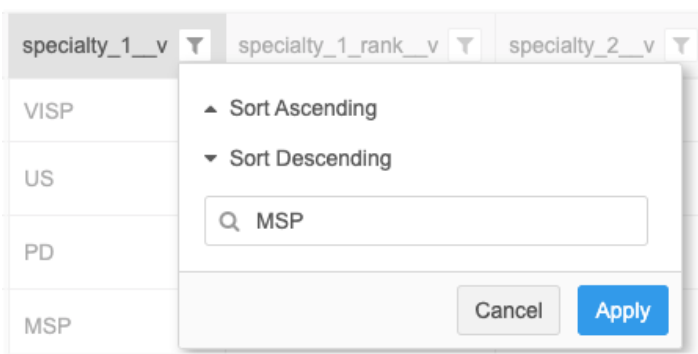 specialty_1__v specialty_1_rank__v specialty_2__v
VISP
Sort Ascending
Sort Descending
US
MSP
PD
Cancel Apply
MSP